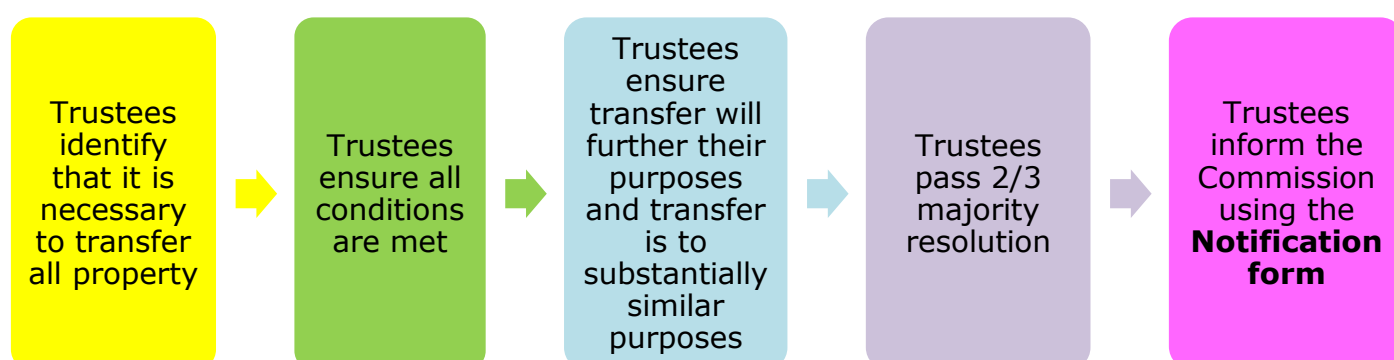 Trustees
identify
that it is
necessary
to transfer
all property
Trustees
ensure all
conditions
are met
Trustees
ensure
transfer will
further their
purposes
and transfer
is to
substantially
similar
purposes
Trustees
pass 2/3
majority
resolution
Trustees
inform the
Commission
using the
Notification
form